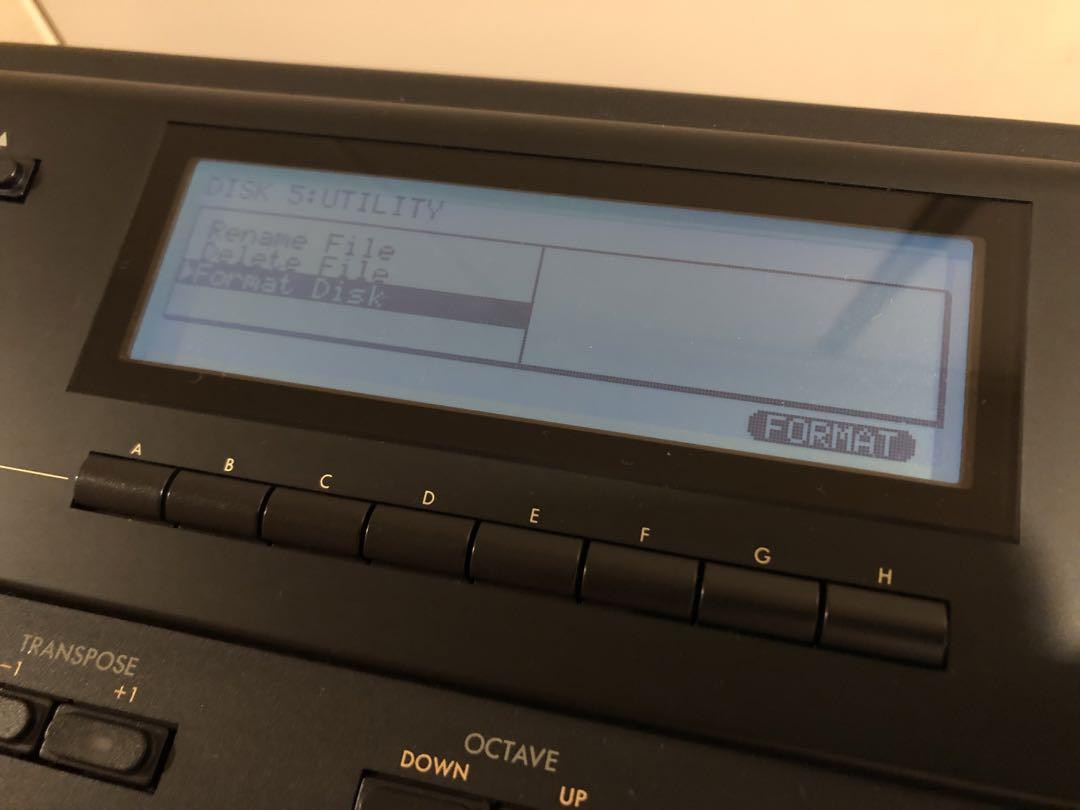 DISK 5:UTILITY
Rename File
Delete File
Format Disk
FORMAT
A B C D E F G H
TRANSPOSE
-1 +1
OCTAVE
DOWN UP